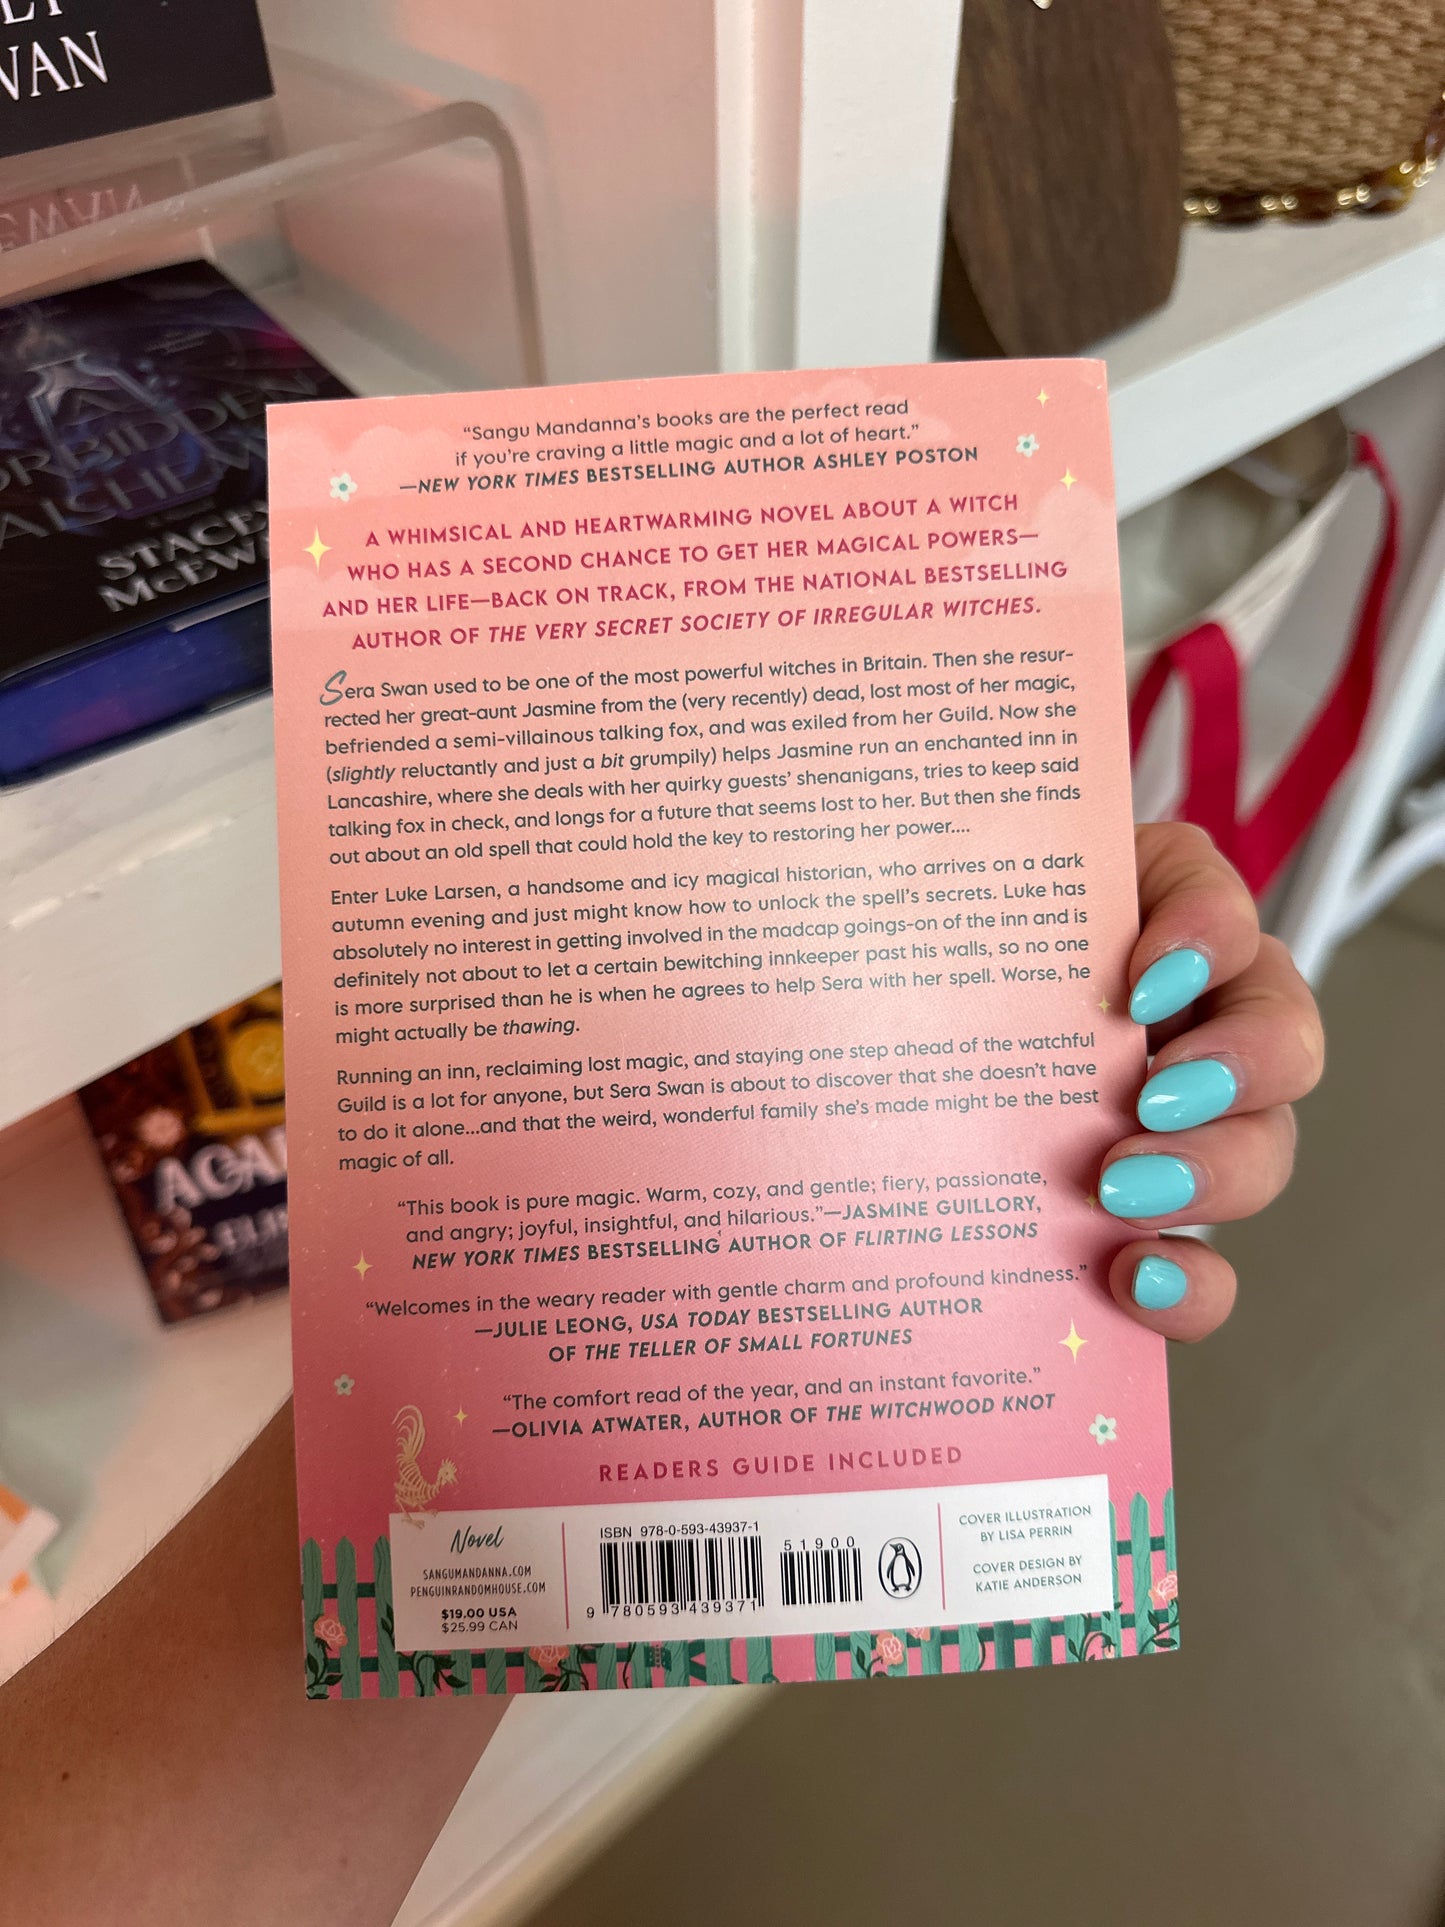 VAN
A
ORBIDDEN
ALCHEM
STACEY
McEW
"Sangu Mandanna's books are the perfect read
if you're craving a little magic and a lot of heart."
—NEW YORK TIMES BESTSELLING AUTHOR ASHLEY POSTON
A WHIMSICAL AND HEARTWARMING NOVEL ABOUT A WITCH
WHO HAS A SECOND CHANCE TO GET HER MAGICAL POWERS—
AND HER LIFE—BACK ON TRACK, FROM THE NATIONAL BESTSELLING
AUTHOR OF THE VERY SECRET SOCIETY OF IRREGULAR WITCHES.
Sera Swan used to be one of the most powerful witches in Britain. Then she resur-
rected her great-aunt Jasmine from the (very recently) dead, lost most of her magic,
befriended a semi-villainous talking fox, and was exiled from her Guild. Now she
(slightly reluctantly and just a bit grumpily) helps Jasmine run an enchanted inn in
Lancashire, where she deals with her quirky guests' shenanigans, tries to keep said
talking fox in check, and longs for a future that seems lost to her. But then she finds
out about an old spell that could hold the key to restoring her power....
Enter Luke Larsen, a handsome and icy magical historian, who arrives on a dark
autumn evening and just might know how to unlock the spell's secrets. Luke has
absolutely no interest in getting involved in the madcap goings-on of the inn and is
definitely not about to let a certain bewitching innkeeper past his walls, so no one
is more surprised than he is when he agrees to help Sera with her spell. Worse, he
might actually be thawing.
Running an inn, reclaiming lost magic, and staying one step ahead of the watchful
Guild is a lot for anyone, but Sera Swan is about to discover that she doesn't have
to do it alone...and that the weird, wonderful family she's made might be the best
magic of all.
"This book is pure magic. Warm, cozy, and gentle; fiery, passionate,
and angry; joyful, insightful, and hilarious."—JASMINE GUILLORY,
NEW YORK TIMES BESTSELLING AUTHOR OF FLIRTING LESSONS
"Welcomes in the weary reader with gentle charm and profound kindness."
—JULIE LEONG, USA TODAY BESTSELLING AUTHOR
OF THE TELLER OF SMALL FORTUNES
"The comfort read of the year, and an instant favorite."
—OLIVIA ATWATER, AUTHOR OF THE WITCHWOOD KNOT
READERS GUIDE INCLUDED
Novel
SANGUMANDANNA.COM
PENGUINRANDOMHOUSE.COM
$19.00 USA
$25.99 CAN
ISBN 978-0-593-43937-1
51900
9 780593 439371
COVER ILLUSTRATION
BY LISA PERRIN
COVER DESIGN BY
KATIE ANDERSON
ACA